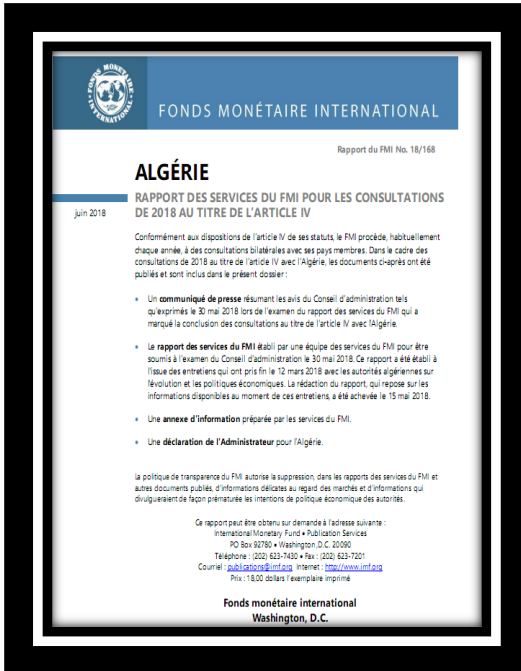 FONDS MONÉTAIRE INTERNATIONAL
FONDS MONÉTAIRE INTERNATIONAL
Rapport du FMI No. 18/168
ALGÉRIE
juin 2018
RAPPORT DES SERVICES DU FMI POUR LES CONSULTATIONS
DE 2018 AU TITRE DE L'ARTICLE IV
Conformément aux dispositions de l'article IV de ses statuts, le FMI procède, habituellement
chaque année, à des consultations bilatérales avec ses pays membres. Dans le cadre des
consultations de 2018 au titre de l'article IV avec l'Algérie, les documents ci-après ont été
publiés et sont inclus dans le présent dossier :
• Un communiqué de presse résumant les avis du Conseil d'administration tels
qu'exprimés le 30 mai 2018 lors de l'examen du rapport des services du FMI qui a
marqué la conclusion des consultations au titre de l'article IV avec l'Algérie.
• Le rapport des services du FMI établi par une équipe des services du FMI pour être
soumis à l'examen du Conseil d'administration le 30 mai 2018. Ce rapport a été établi à
l'issue des entretiens qui ont pris fin le 12 mars 2018 avec les autorités algériennes sur
l'évolution et les politiques économiques. La rédaction du rapport, qui repose sur les
informations disponibles au moment de ces entretiens, a été achevée le 15 mai 2018.
• Une annexe d'information préparée par les services du FMI.
• Une déclaration de l'Administrateur pour l'Algérie.
La politique de transparence du FMI autorise la suppression, dans les rapports des services du FMI et
autres documents publiés, d'informations délicates au regard des marchés et d'informations qui
divulgueraient de façon prématurée les intentions de politique économique des autorités.
Ce rapport peut être obtenu sur demande à l'adresse suivante :
International Monetary Fund • Publication Services
PO Box 92780 • Washington, D.C. 20090
Téléphone : (202) 623-7430 • Fax : (202) 623-7201
Courriel : publications@imf.org Internet : http://www.imf.org
Prix : 18,00 dollars l'exemplaire imprimé
Fonds monétaire international
Washington, D.C.